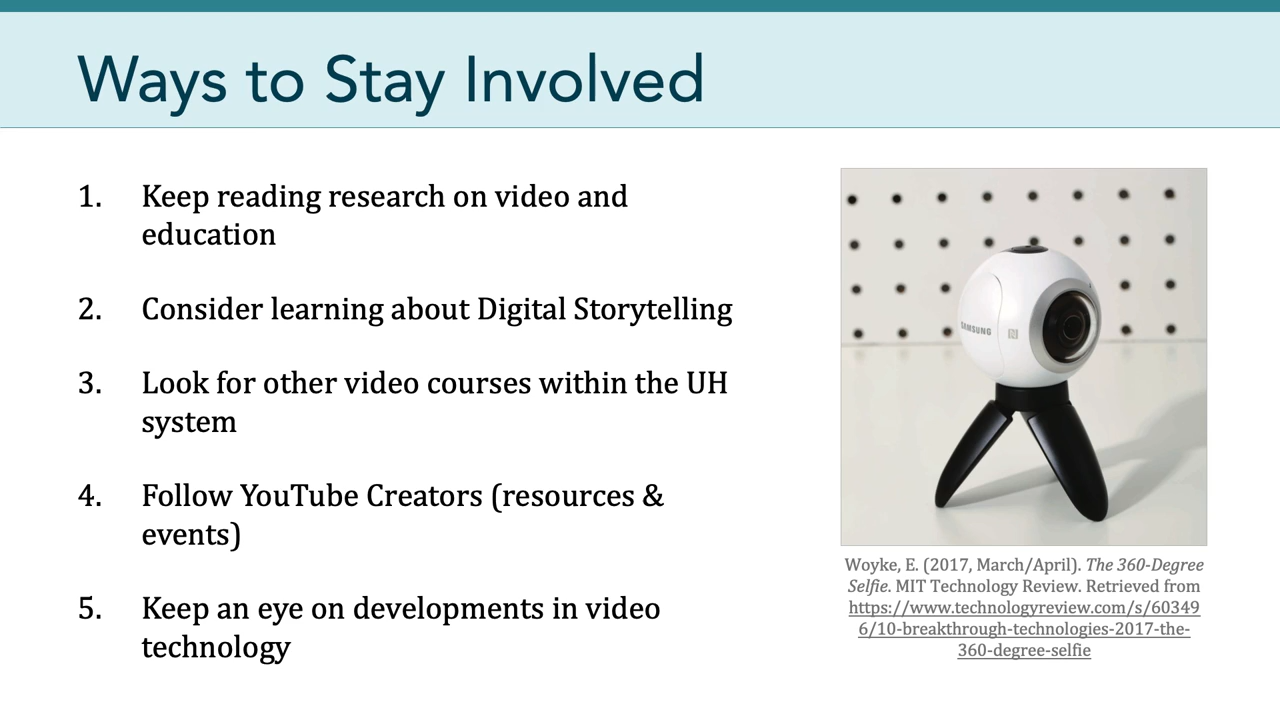 Ways to Stay Involved
1. Keep reading research on video and
education
2. Consider learning about Digital Storytelling
3. Look for other video courses within the UH
system
4. Follow YouTube Creators (resources &
events)
5. Keep an eye on developments in video
technology
SAMSUNG
Woyke, E. (2017, March/April). The 360-Degree
Selfie. MIT Technology Review. Retrieved from
https://www.technologyreview.com/s/60349
6/10-breakthrough-technologies-2017-the-
360-degree-selfie